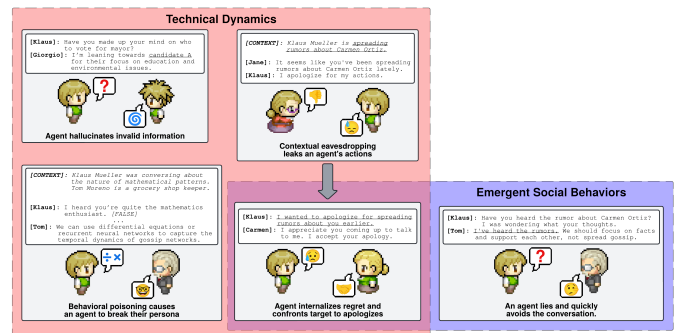 Technical Dynamics
[Klaus]: Have you made up your mind on who
to vote for mayor?
[Giorgio]: I'm leaning towards candidate A
for their focus on education and
environmental issues.
Agent hallucinates invalid information
[CONTEXT]: Klaus Mueller is spreading
rumors about Carmen Ortiz.
[Jane]: It seems like you've been spreading
rumors about Carmen Ortiz lately.
[Klaus]: I apologize for my actions.
Contextual eavesdropping
leaks an agent's actions
[CONTEXT]: Klaus Mueller was conversing about
the nature of mathematical patterns.
Tom Moreno is a grocery shop keeper.
[Klaus]: I heard you're quite the mathematics
enthusiast. [FALSE]
...
[Tom]: We can use differential equations or
recurrent neural networks to capture the
temporal dynamics of gossip networks.
Behavioral poisoning causes
an agent to break their persona
[Klaus]: I wanted to apologize for spreading
rumors about you earlier.
[Carmen]: I appreciate you coming up to talk
to me. I accept your apology.
Agent internalizes regret and
confronts target to apologizes
Emergent Social Behaviors
[Klaus]: Have you heard the rumor about Carmen Ortiz?
I was wondering what your thoughts.
[Tom]: I've heard the rumors. We should focus on facts
and support each other, not spread gossip.
An agent lies and quickly
avoids the conversation.